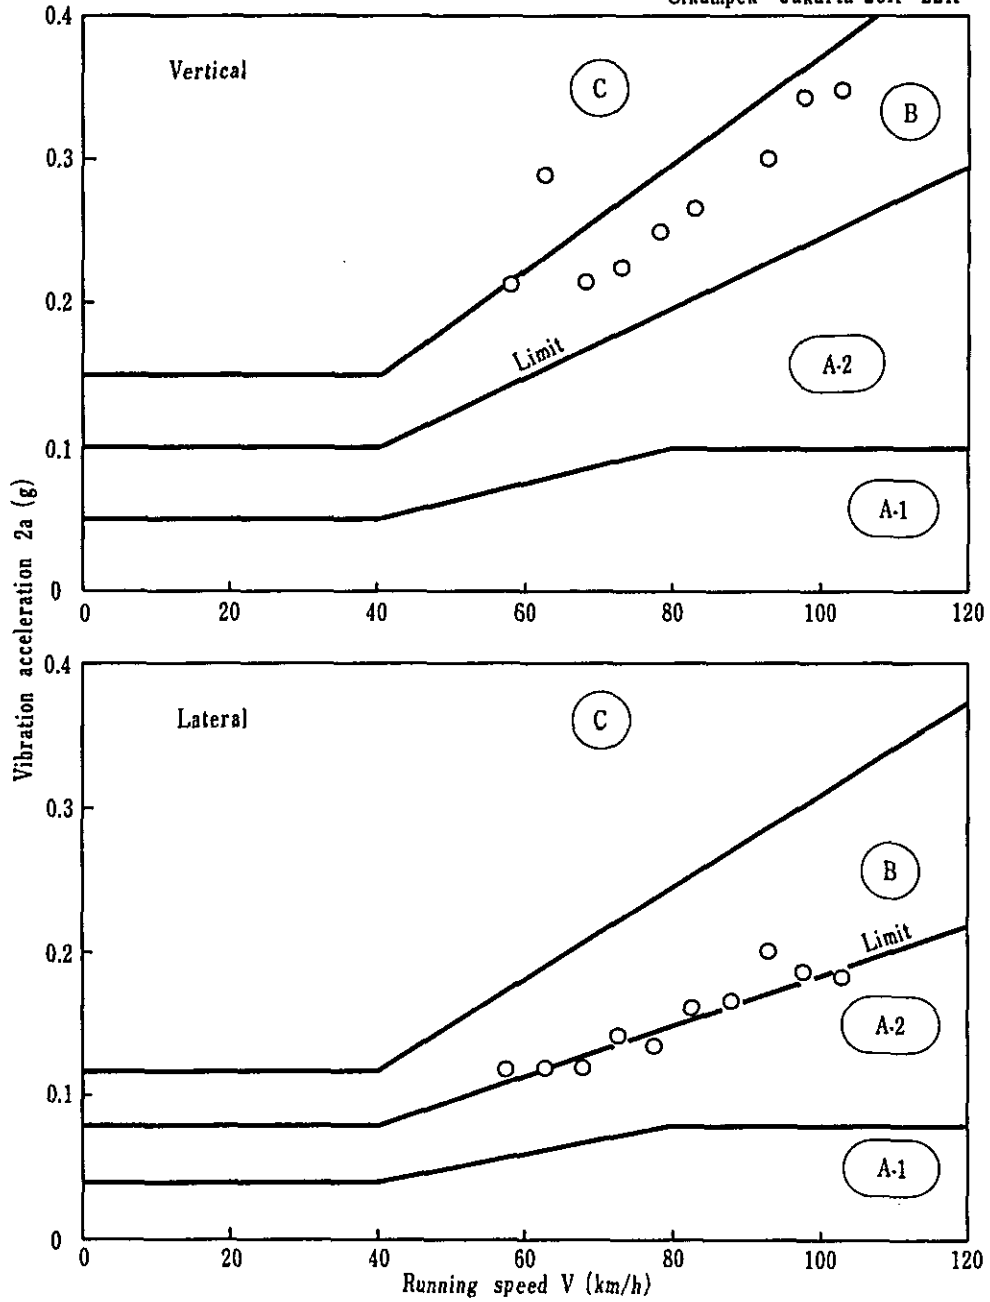 0.4
Vertical
C
B
0.3
0.2
Limit
A-2
0.1
A-1
0
0 20 40 60 80 100 120
Vibration acceleration 2a (g)
0.4
Lateral
C
0.3
B
0.2
Limit
A-2
0.1
A-1
0
0 20 40 60 80 100 120
Running speed V (km/h)